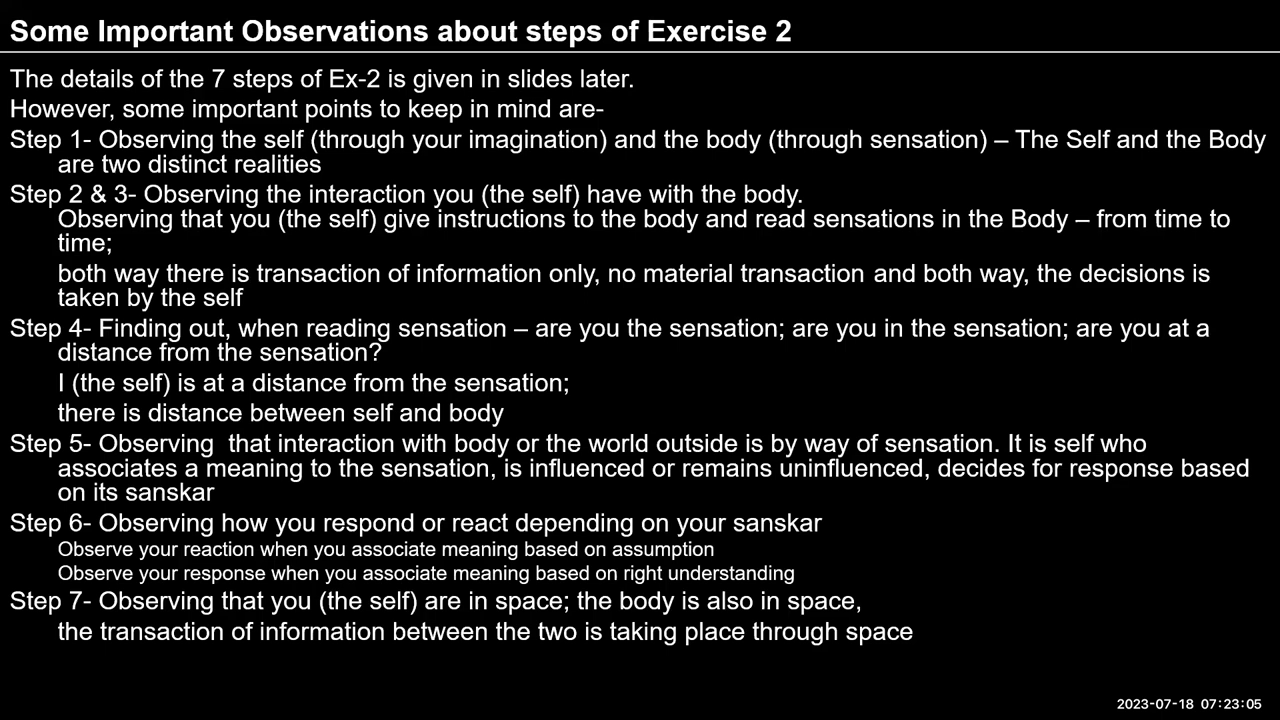 Some Important Observations about steps of Exercise 2
The details of the 7 steps of Ex-2 is given in slides later.
However, some important points to keep in mind are-
Step 1- Observing the self (through your imagination) and the body (through sensation) – The Self and the Body
are two distinct realities
Step 2 & 3- Observing the interaction you (the self) have with the body.
Observing that you (the self) give instructions to the body and read sensations in the Body – from time to
time;
both way there is transaction of information only, no material transaction and both way, the decisions is
taken by the self
Step 4- Finding out, when reading sensation – are you the sensation; are you in the sensation; are you at a
distance from the sensation?
I (the self) is at a distance from the sensation;
there is distance between self and body
Step 5- Observing  that interaction with body or the world outside is by way of sensation. It is self who
associates a meaning to the sensation, is influenced or remains uninfluenced, decides for response based
on its sanskar
Step 6- Observing how you respond or react depending on your sanskar
Observe your reaction when you associate meaning based on assumption
Observe your response when you associate meaning based on right understanding
Step 7- Observing that you (the self) are in space; the body is also in space,
the transaction of information between the two is taking place through space
2023-07-18 07:23:05